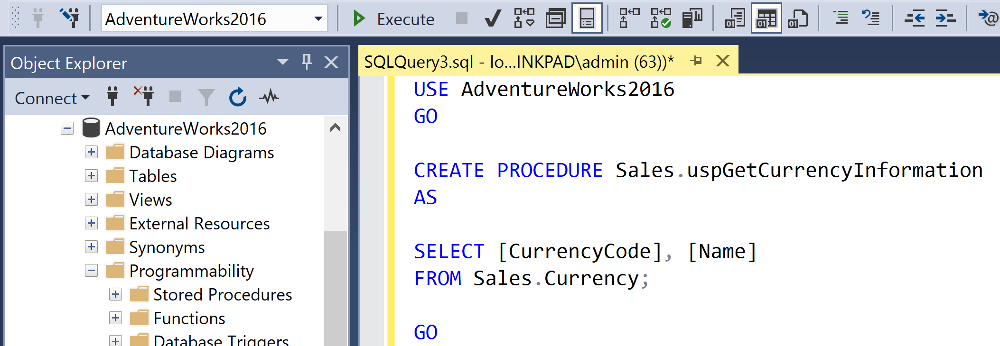 AdventureWorks2016 Execute
Object Explorer
Connect
AdventureWorks2016
Database Diagrams
Tables
Views
External Resources
Synonyms
Programmability
Stored Procedures
Functions
Database Triggers
SQLQuery3.sql - lo...INKPAD\admin (63))*
USE AdventureWorks2016
GO
CREATE PROCEDURE Sales.uspGetCurrencyInformation
AS
SELECT [CurrencyCode], [Name]
FROM Sales.Currency;
GO